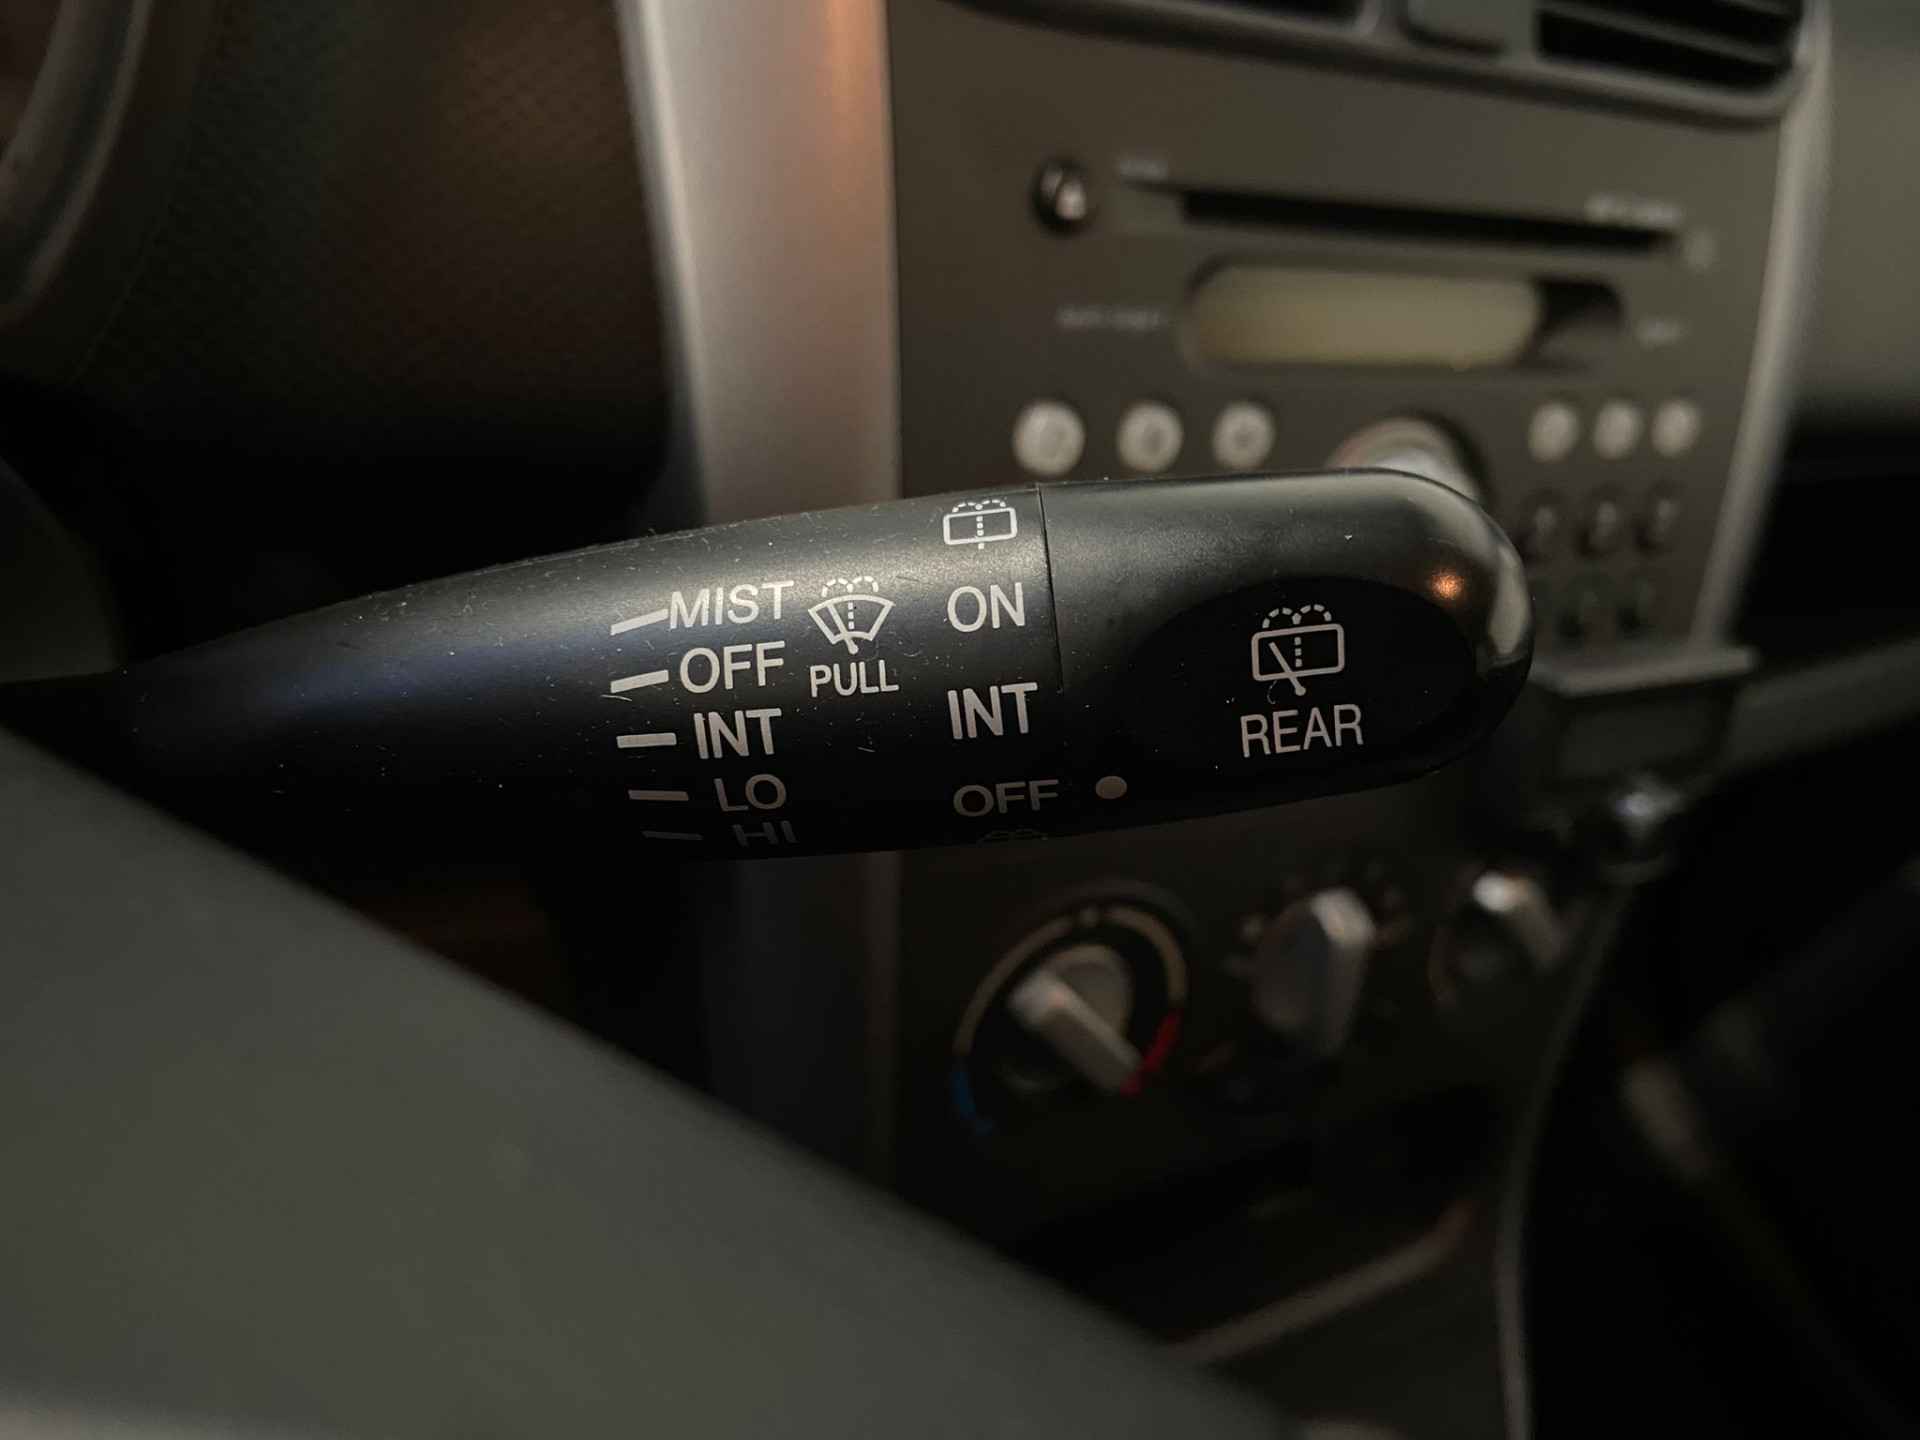 MIST
OFF
INT
LO
HI
PULL
ON
INT
OFF
REAR